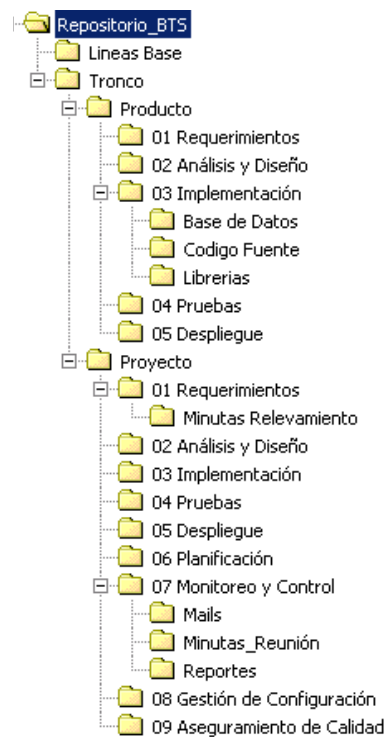 Repositorio_BTS
Lineas Base
Tronco
Producto
01 Requerimientos
02 Análisis y Diseño
03 Implementación
Base de Datos
Codigo Fuente
Librerias
04 Pruebas
05 Despliegue
Proyecto
01 Requerimientos
Minutas Relevamiento
02 Análisis y Diseño
03 Implementación
04 Pruebas
05 Despliegue
06 Planificación
07 Monitoreo y Control
Mails
Minutas_Reunión
Reportes
08 Gestión de Configuración
09 Aseguramiento de Calidad